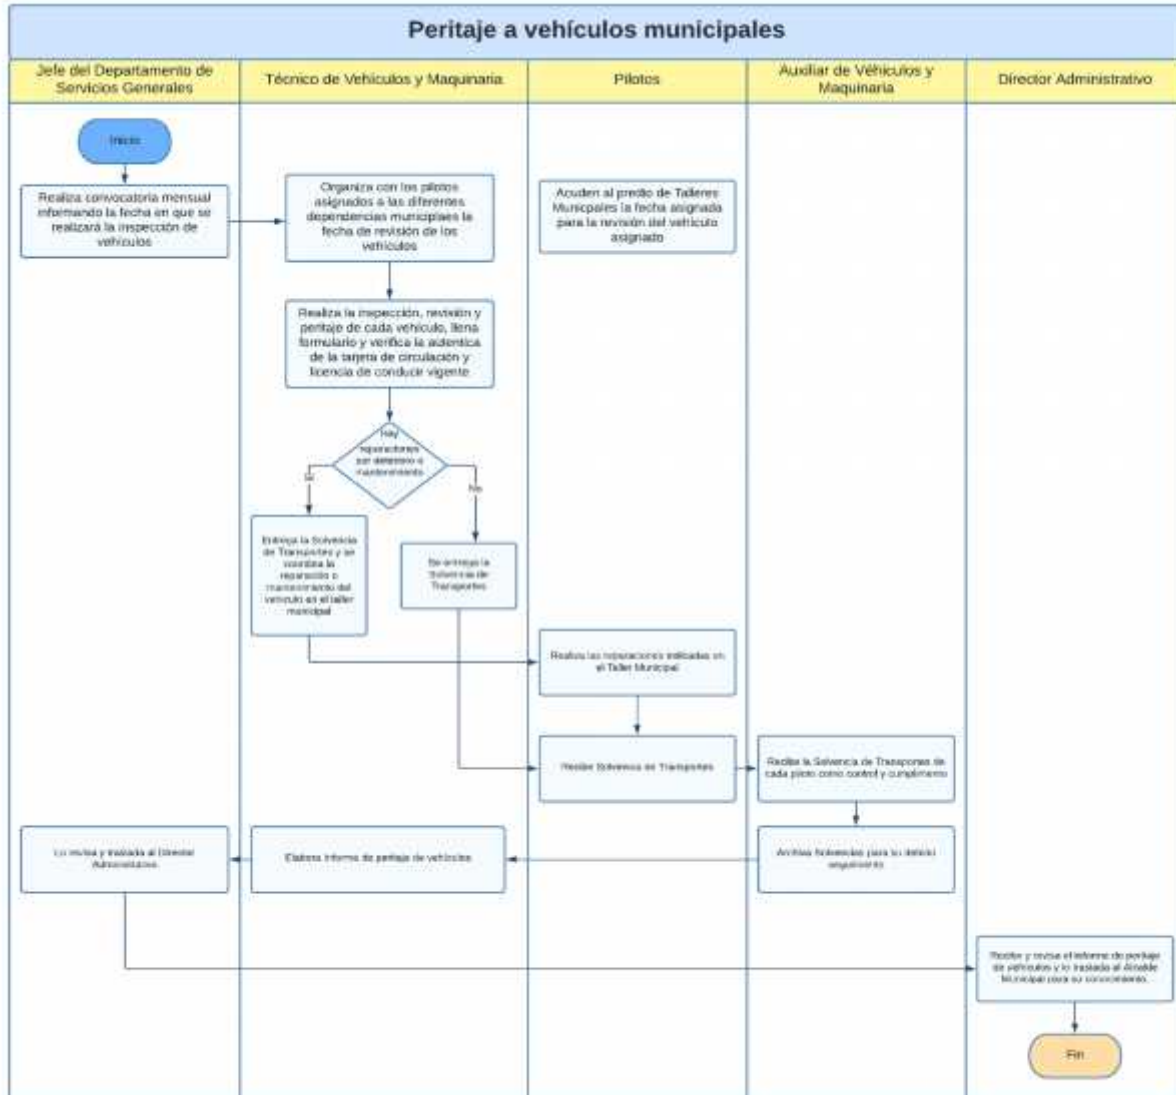 Peritaje a vehículos municipales
Jefe del Departamento de
Servicios Generales
Técnico de Vehículos y Maquinaria
Pilotos
Auxiliar de Véhiculos y
Maquinaria
Director Administrativo
Inicio
Realiza convocatoria mensual
informando la fecha en que se
realizará la inspección de
vehículos
Organiza con los pilotos
asignados a las diferentes
dependencias municiplaes la
fecha de revisión de los
vehículos
Acuden al predio de Talleres
Municpales la fecha asignada
para la revisión del vehículo
asignado
Realiza la inspección, revisión y
peritaje de cada vehículo, llena
formulario y verifica la autentica
de la tarjeta de circulación y
licencia de conducir vigente
Hay
reparaciones
por deterioro o
mantenimiento
Si
No
Entrega la Solvencia
de Transportes y se
coordina la
reparación o
mantenimiento del
vehículo en el taller
municipal
Se entrega la
Solvencia de
Transportes
Realiza las reparaciones indicadas en
el Taller Municipal
Recibe Solvencia de Transportes
Recibe la Solvencia de Transportes de
cada piloto como control y cumplimiento
Lo revisa y traslada al Director
Administrativo.
Elabora informe de peritaje de vehículos
Archiva Solvencias para su debido
seguimiento
Recibe y revisa el informe de peritaje
de vehículos y lo traslada al Alcalde
Municipal para su conocimiento.
Fin